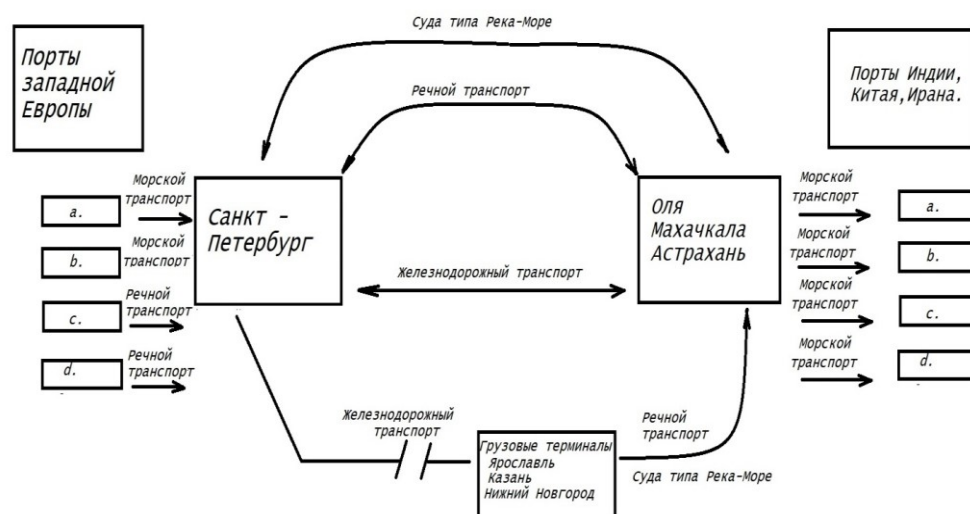 Суда типа Река-Море
Порты
западной
Европы
Порты Индии,
Китая,Ирана.
Речной транспорт
Морской
транспорт
a.
Морской
транспорт
b.
Речной
транспорт
c.
Речной
транспорт
d.
Санкт -
Петербург
Железнодорожный транспорт
Оля
Махачкала
Астрахань
Морской
транспорт
a.
Морской
транспорт
b.
Морской
транспорт
c.
Морской
транспорт
d.
Железнодорожный
транспорт
Грузовые терминалы
Ярославль
Казань
Нижний Новгород
Речной
транспорт
Суда типа Река-Море